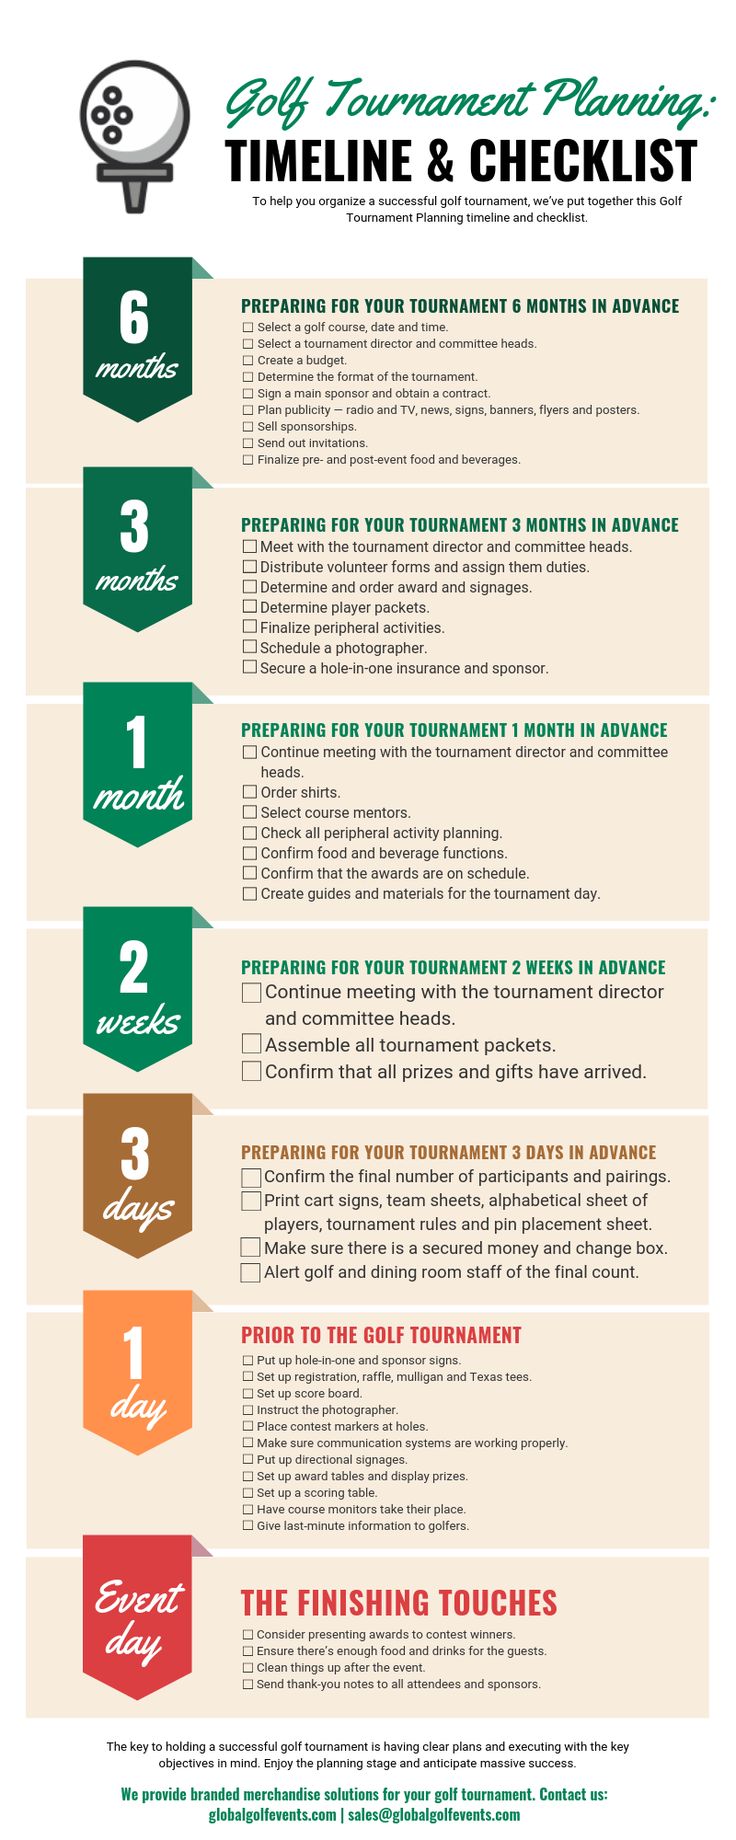 Golf Tournament Planning:
TIMELINE & CHECKLIST
To help you organize a successful golf tournament, we've put together this Golf
Tournament Planning timeline and checklist.
6
months
PREPARING FOR YOUR TOURNAMENT 6 MONTHS IN ADVANCE
☐ Select a golf course, date and time.
☐ Select a tournament director and committee heads.
☐ Create a budget.
☐ Determine the format of the tournament.
☐ Sign a main sponsor and obtain a contract.
☐ Plan publicity — radio and TV, news, signs, banners, flyers and posters.
☐ Sell sponsorships.
☐ Send out invitations.
☐ Finalize pre- and post-event food and beverages.
3
months
PREPARING FOR YOUR TOURNAMENT 3 MONTHS IN ADVANCE
☐ Meet with the tournament director and committee heads.
☐ Distribute volunteer forms and assign them duties.
☐ Determine and order award and signages.
☐ Determine player packets.
☐ Finalize peripheral activities.
☐ Schedule a photographer.
☐ Secure a hole-in-one insurance and sponsor.
1
month
PREPARING FOR YOUR TOURNAMENT 1 MONTH IN ADVANCE
☐ Continue meeting with the tournament director and committee
heads.
☐ Order shirts.
☐ Select course mentors.
☐ Check all peripheral activity planning.
☐ Confirm food and beverage functions.
☐ Confirm that the awards are on schedule.
☐ Create guides and materials for the tournament day.
2
weeks
PREPARING FOR YOUR TOURNAMENT 2 WEEKS IN ADVANCE
☐ Continue meeting with the tournament director
and committee heads.
☐ Assemble all tournament packets.
☐ Confirm that all prizes and gifts have arrived.
3
days
PREPARING FOR YOUR TOURNAMENT 3 DAYS IN ADVANCE
☐ Confirm the final number of participants and pairings.
☐ Print cart signs, team sheets, alphabetical sheet of
players, tournament rules and pin placement sheet.
☐ Make sure there is a secured money and change box.
☐ Alert golf and dining room staff of the final count.
1
day
PRIOR TO THE GOLF TOURNAMENT
☐ Put up hole-in-one and sponsor signs.
☐ Set up registration, raffle, mulligan and Texas tees.
☐ Set up score board.
☐ Instruct the photographer.
☐ Place contest markers at holes.
☐ Make sure communication systems are working properly.
☐ Put up directional signages.
☐ Set up award tables and display prizes.
☐ Set up a scoring table.
☐ Have course monitors take their place.
☐ Give last-minute information to golfers.
Event
day
THE FINISHING TOUCHES
☐ Consider presenting awards to contest winners.
☐ Ensure there's enough food and drinks for the guests.
☐ Clean things up after the event.
☐ Send thank-you notes to all attendees and sponsors.
The key to holding a successful golf tournament is having clear plans and executing with the key
objectives in mind. Enjoy the planning stage and anticipate massive success.
We provide branded merchandise solutions for your golf tournament. Contact us:
globalgolfevents.com | sales@globalgolfevents.com